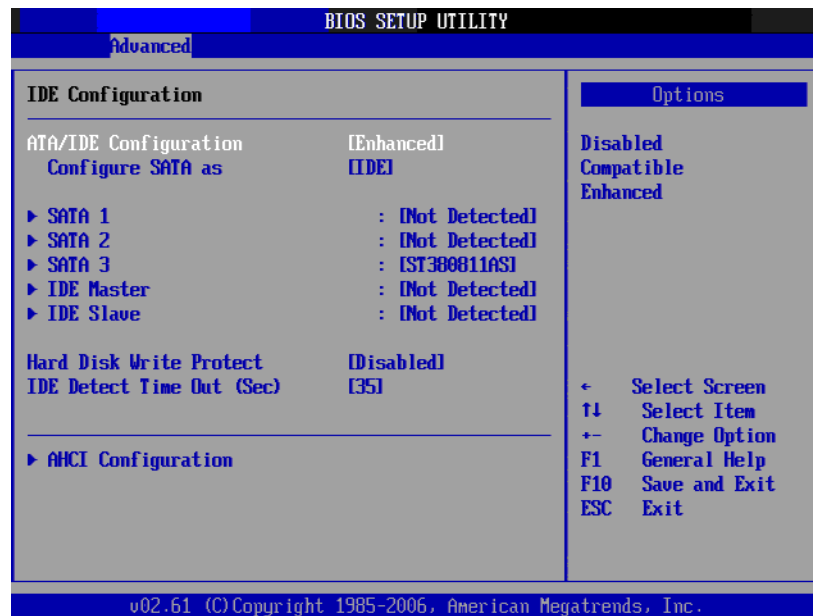 BIOS SETUP UTILITY
Advanced
IDE Configuration
ATA/IDE Configuration [Enhanced]
Configure SATA as [IDE]
SATA 1 : [Not Detected]
SATA 2 : [Not Detected]
SATA 3 : [ST380811AS]
IDE Master : [Not Detected]
IDE Slave : [Not Detected]
Hard Disk Write Protect [Disabled]
IDE Detect Time Out (Sec) [35]
AHCI Configuration
Options
Disabled
Compatible
Enhanced
← Select Screen
↑↓ Select Item
+- Change Option
F1 General Help
F10 Save and Exit
ESC Exit
v02.61 (C)Copyright 1985-2006, American Megatrends, Inc.